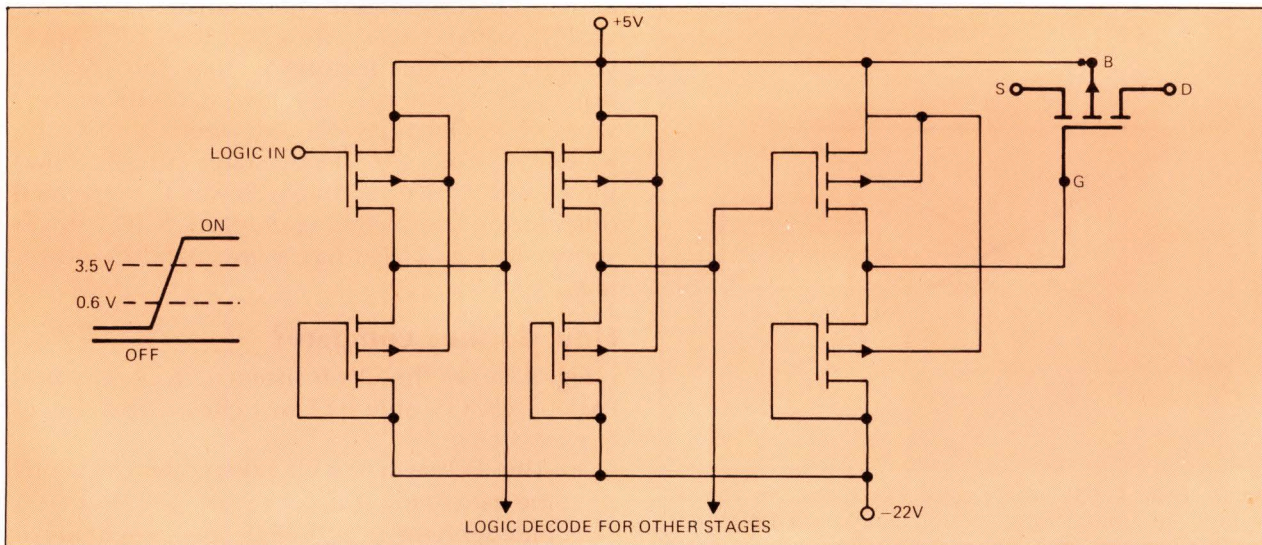 +5V
B
S
D
LOGIC IN
G
ON
3.5 V
0.6 V
OFF
LOGIC DECODE FOR OTHER STAGES
−22V